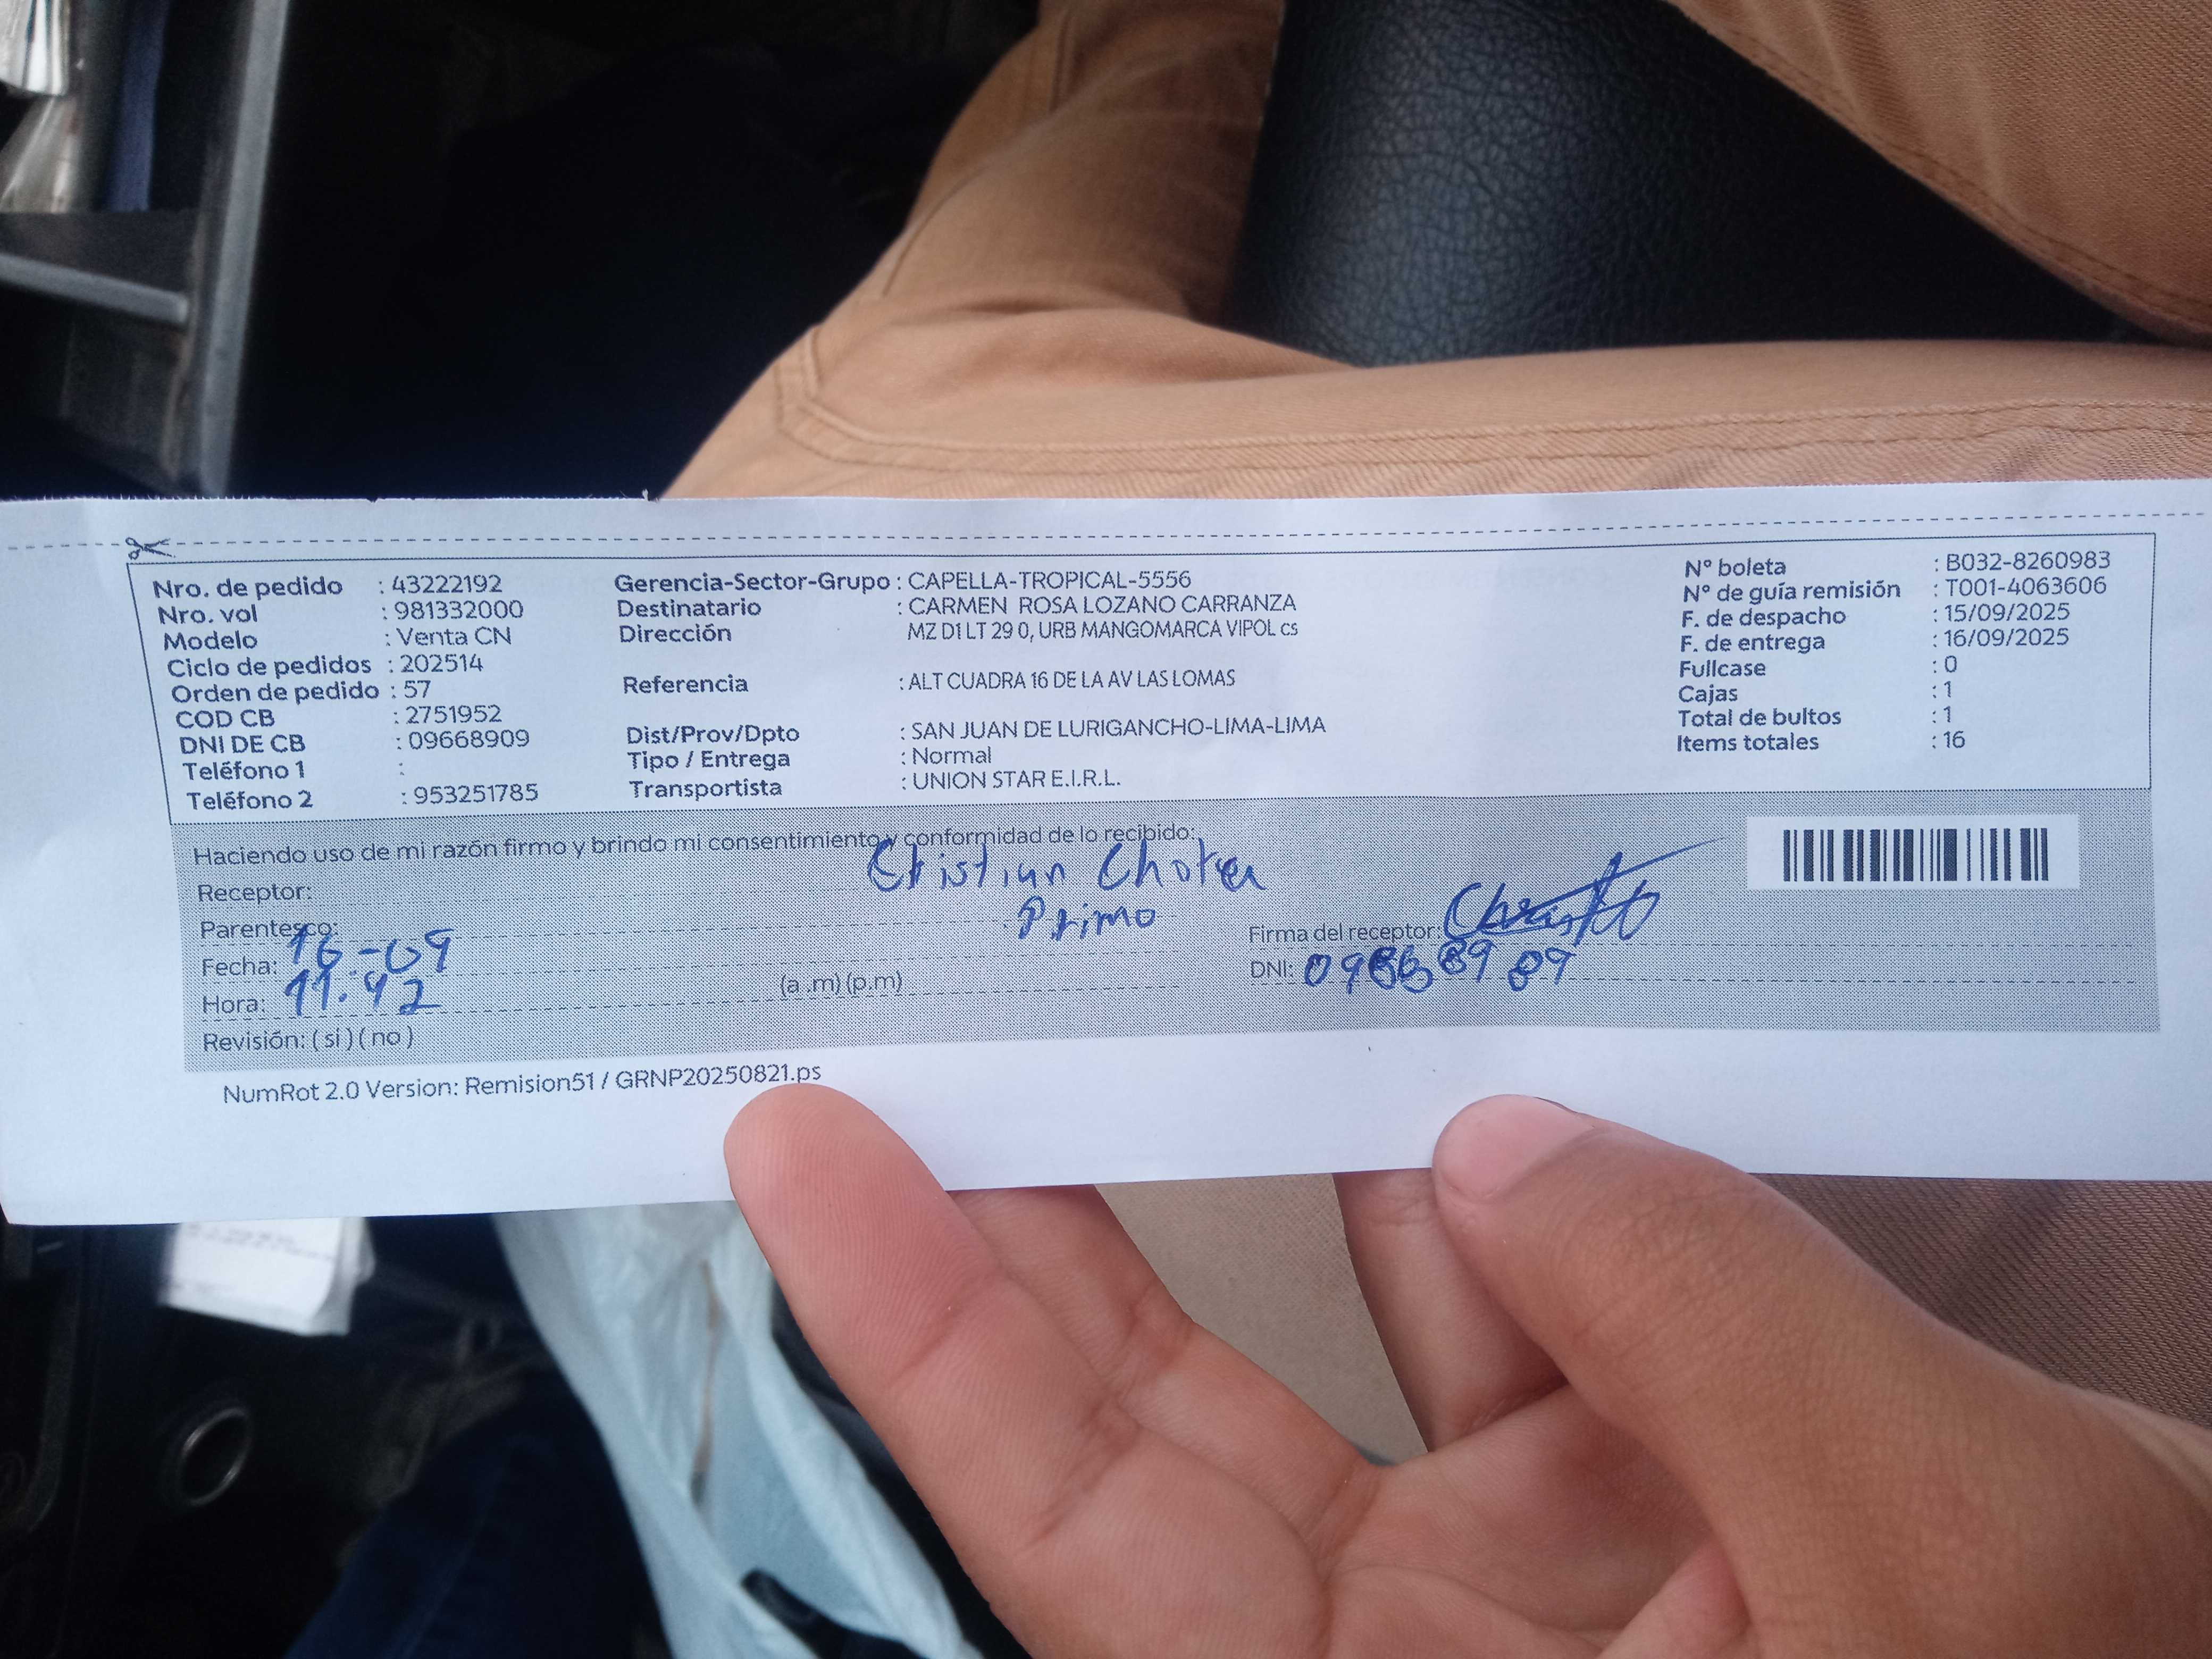 Nro. de pedido : 43222192
Nro. vol : 981332000
Modelo : Venta CN
Ciclo de pedidos : 202514
Orden de pedido : 57
COD CB : 2751952
DNI DE CB : 09668909
Teléfono 1 :
Teléfono 2 : 953251785
Gerencia-Sector-Grupo : CAPELLA-TROPICAL-5556
Destinatario : CARMEN ROSA LOZANO CARRANZA
Dirección MZ D1 LT 29 0, URB MANGOMARCA VIPOL cs
Referencia : ALT CUADRA 16 DE LA AV LAS LOMAS
Dist/Prov/Dpto : SAN JUAN DE LURIGANCHO-LIMA-LIMA
Tipo / Entrega : Normal
Transportista : UNION STAR E.I.R.L.
N° boleta : B032-8260983
N° de guía remisión : T001-4063606
F. de despacho : 15/09/2025
F. de entrega : 16/09/2025
Fullcase : 0
Cajas : 1
Total de bultos : 1
Items totales : 16
Haciendo uso de mi razón firmo y brindo mi consentimiento y conformidad de lo recibido:
Receptor:
Parentesco: Primo
Fecha: 16-09
Hora: 11:42 (a .m) (p.m)
Revisión: ( si ) ( no )
Firma del receptor:
DNI:
NumRot 2.0 Version: Remision51 / GRNP20250821.ps